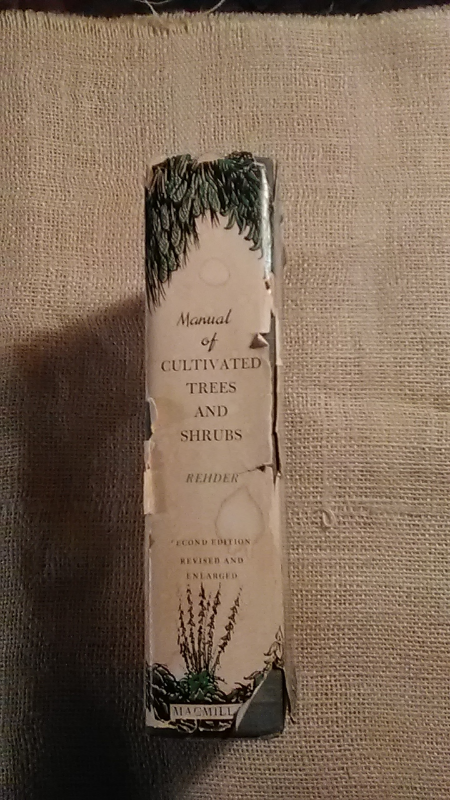 Manual
of
CULTIVATED
TREES
AND
SHRUBS
REHDER
ECOND EDITION
REVISED AND
ENLARGED
MACMILL